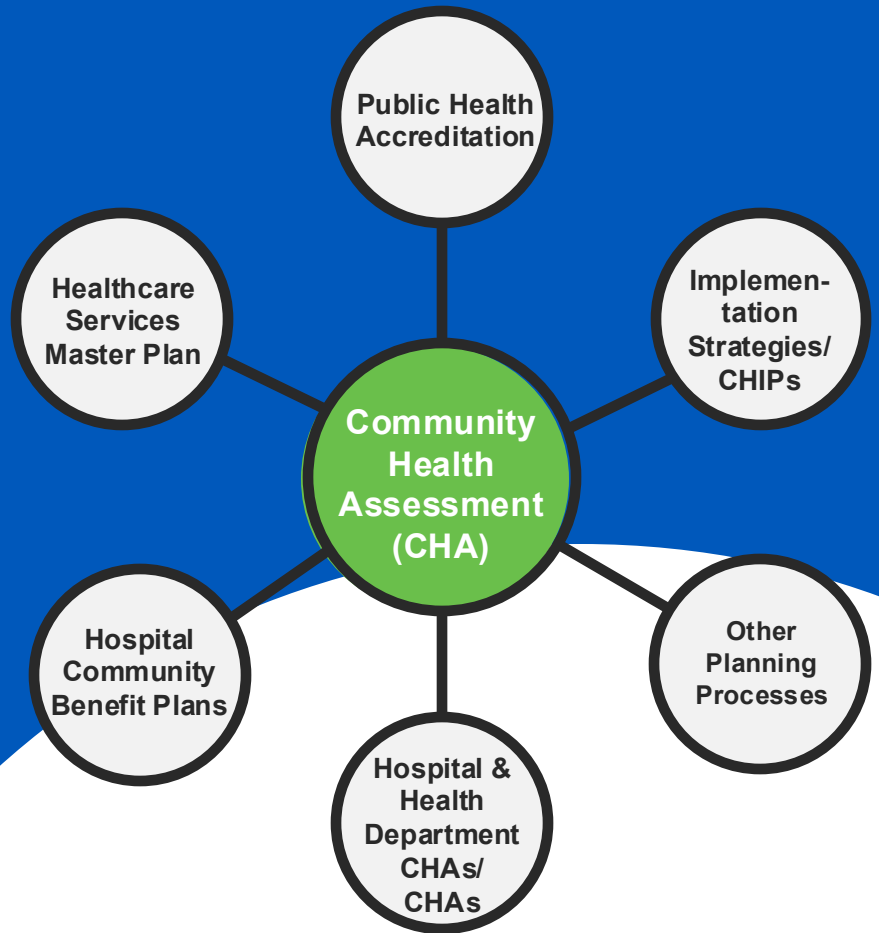 Public Health
Accreditation
Healthcare
Services
Master Plan
Implemen-
tation
Strategies/
CHIPs
Community
Health
Assessment
(CHA)
Hospital
Community
Benefit Plans
Other
Planning
Processes
Hospital &
Health
Department
CHAs/
CHAs